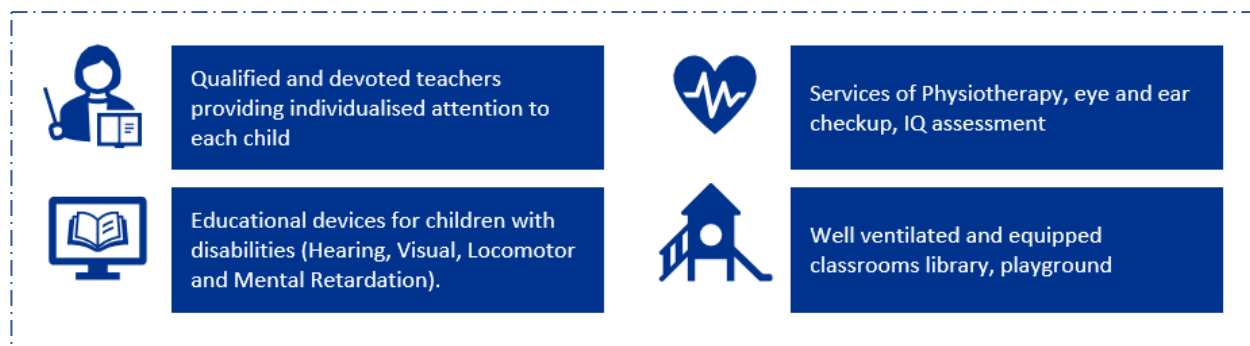 Qualified and devoted teachers
providing individualised attention to
each child
Services of Physiotherapy, eye and ear
checkup, IQ assessment
Educational devices for children with
disabilities (Hearing, Visual, Locomotor
and Mental Retardation).
Well ventilated and equipped
classrooms library, playground